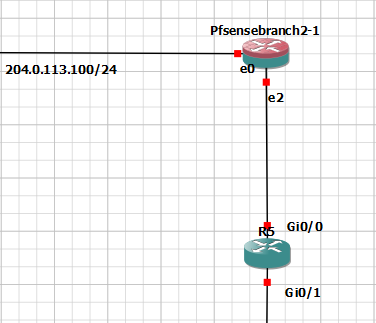 Pfsensebranch2-1
204.0.113.100/24
e0
e2
R5
Gi0/0
Gi0/1